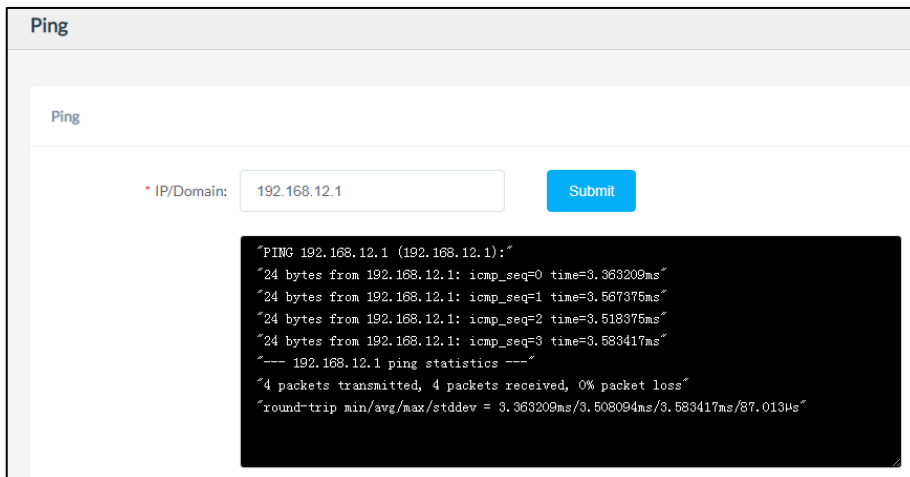 Ping
Ping
* IP/Domain: 192.168.12.1 Submit
"PING 192.168.12.1 (192.168.12.1):"
"24 bytes from 192.168.12.1: icmp_seq=0 time=3.363209ms"
"24 bytes from 192.168.12.1: icmp_seq=1 time=3.567375ms"
"24 bytes from 192.168.12.1: icmp_seq=2 time=3.518375ms"
"24 bytes from 192.168.12.1: icmp_seq=3 time=3.583417ms"
"--- 192.168.12.1 ping statistics ---"
"4 packets transmitted, 4 packets received, 0% packet loss"
"round-trip min/avg/max/stddev = 3.363209ms/3.508094ms/3.583417ms/87.013µs"